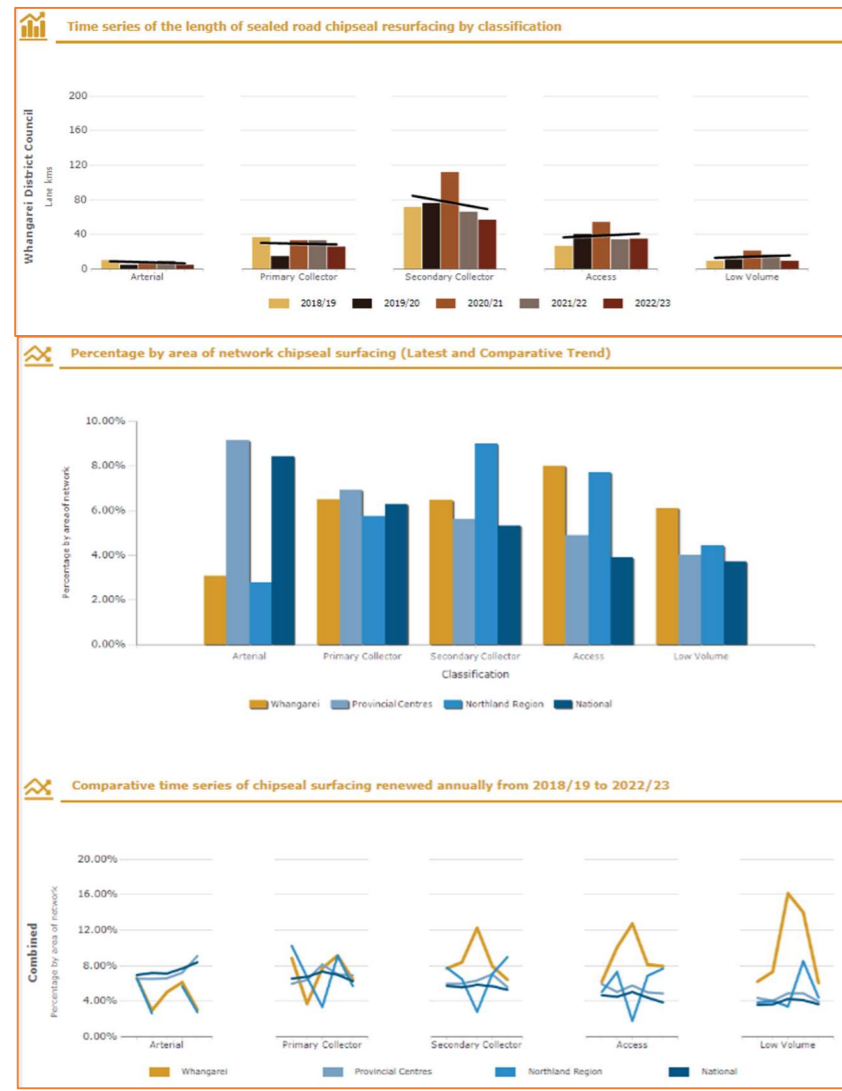 Time series of the length of sealed road chipseal resurfacing by classification
Whangarei District Council
Lane kms
200
160
120
80
40
0
Arterial
Primary Collector
Secondary Collector
Access
Low Volume
2018/19
2019/20
2020/21
2021/22
2022/23
Percentage by area of network chipseal surfacing (Latest and Comparative Trend)
Percentage by area of network
10.00%
8.00%
6.00%
4.00%
2.00%
0.00%
Arterial
Primary Collector
Secondary Collector
Access
Low Volume
Classification
Whangarei
Provincial Centres
Northland Region
National
Comparative time series of chipseal surfacing renewed annually from 2018/19 to 2022/23
Combined
Percentage by area of network
20.00%
16.00%
12.00%
8.00%
4.00%
0.00%
Arterial
Primary Collector
Secondary Collector
Access
Low Volume
Whangarei
Provincial Centres
Northland Region
National